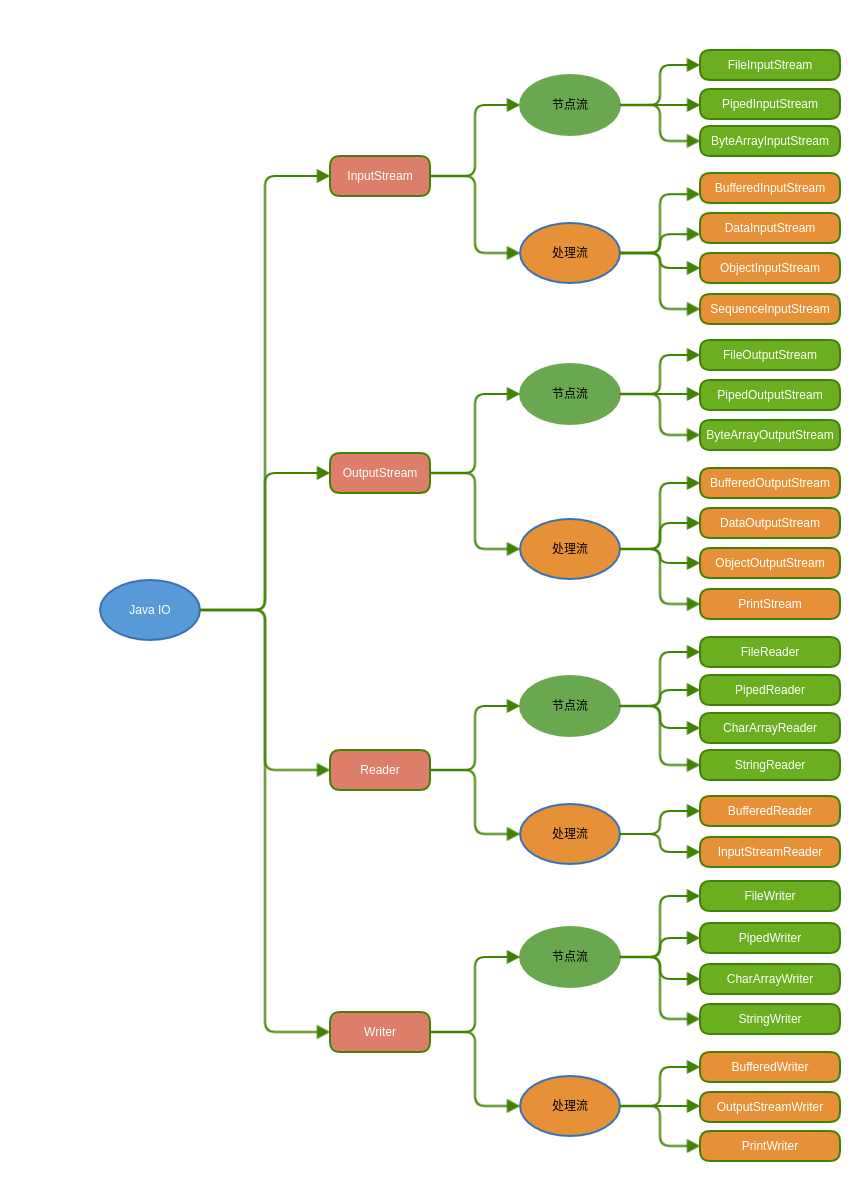 Java IO
InputStream
节点流
FileInputStream
PipedInputStream
ByteArrayInputStream
处理流
BufferedInputStream
DataInputStream
ObjectInputStream
SequenceInputStream
OutputStream
节点流
FileOutputStream
PipedOutputStream
ByteArrayOutputStream
处理流
BufferedOutputStream
DataOutputStream
ObjectOutputStream
PrintStream
Reader
节点流
FileReader
PipedReader
CharArrayReader
StringReader
处理流
BufferedReader
InputStreamReader
Writer
节点流
FileWriter
PipedWriter
CharArrayWriter
StringWriter
处理流
BufferedWriter
OutputStreamWriter
PrintWriter